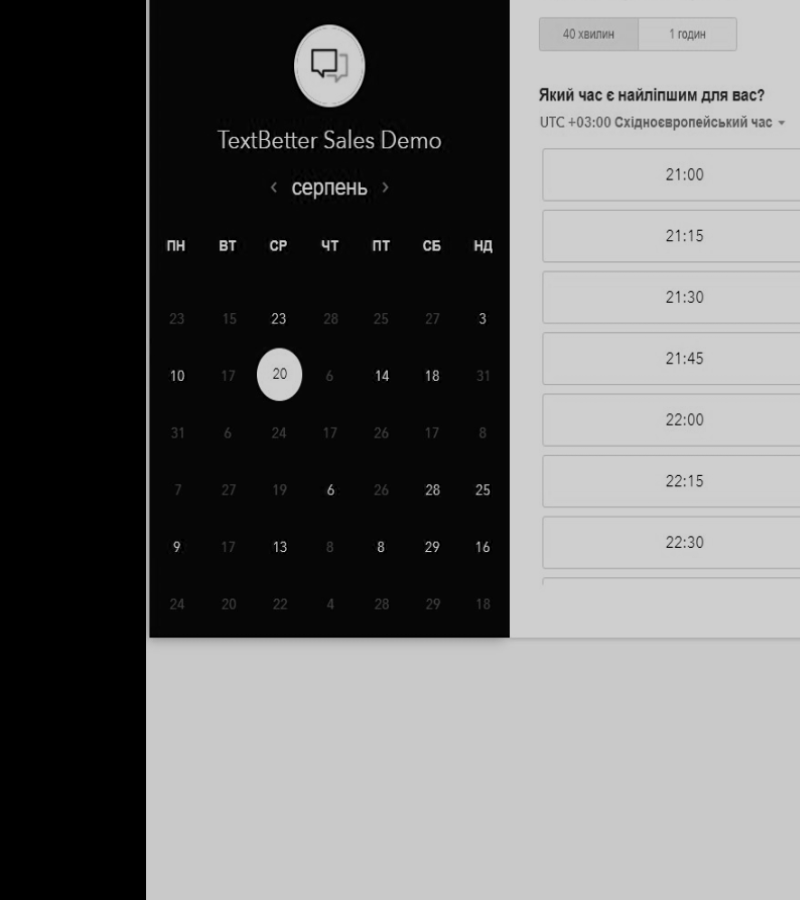 TextBetter Sales Demo
‹ серпень ›
ПН ВТ СР ЧТ ПТ СБ НД
23 15 23 28 25 27 3
10 17 20 6 14 18 31
31 6 24 17 26 17 8
7 27 19 6 26 28 25
9 17 13 8 8 29 16
24 20 22 4 28 29 18
40 хвилин 1 годин
Який час є найліпшим для вас?
UTC +03:00 Східноєвропейський час
21:00
21:15
21:30
21:45
22:00
22:15
22:30